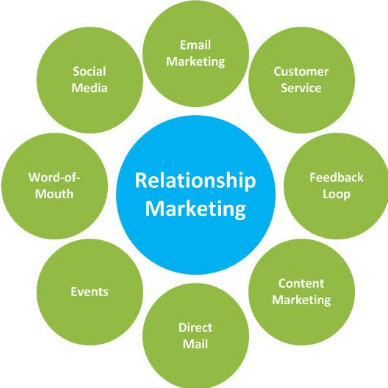 Email
Marketing
Customer
Service
Feedback
Loop
Content
Marketing
Direct
Mail
Events
Word-of-
Mouth
Social
Media
Relationship
Marketing